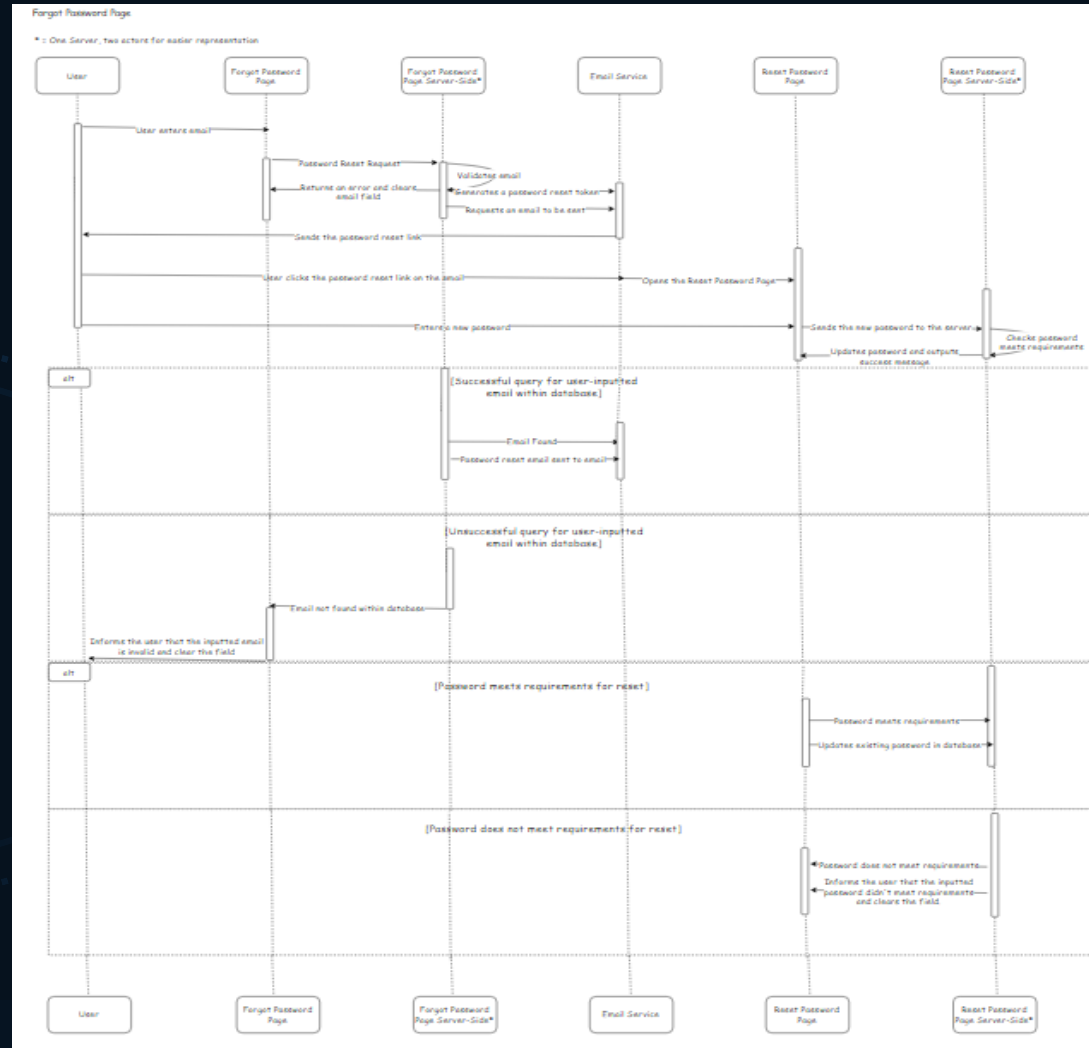 Forgot Password Page
* : One Server, two actors for easier representation
User
Forgot Password
Page
Forgot Password
Page Server-Side*
Email Service
Reset Password
Page
Reset Password
Page Server-Side*
User enters email
Password Reset Request
Validates email
Returns an error and clears
email field
Generates a password reset token
Requests an email to be sent
Sends the password reset link
User clicks the password reset link on the email
Opens the Reset Password Page
Enters a new password
Sends the new password to the server
Checks password
meets requirements
Updates password and outputs
success message
alt
[Successful query for user-inputted
email within database]
Email Found
Password reset email sent to email
[Unsuccessful query for user-inputted
email within database]
Email not found within database
Informs the user that the inputted email
is invalid and clear the field
alt
[Password meets requirements for reset]
Password meets requirements
Updates existing password in database
[Password does not meet requirements for reset]
Password does not meet requirements
Informs the user that the inputted
password didn't meet requirements
and clears the field
User
Forgot Password
Page
Forgot Password
Page Server-Side*
Email Service
Reset Password
Page
Reset Password
Page Server-Side*